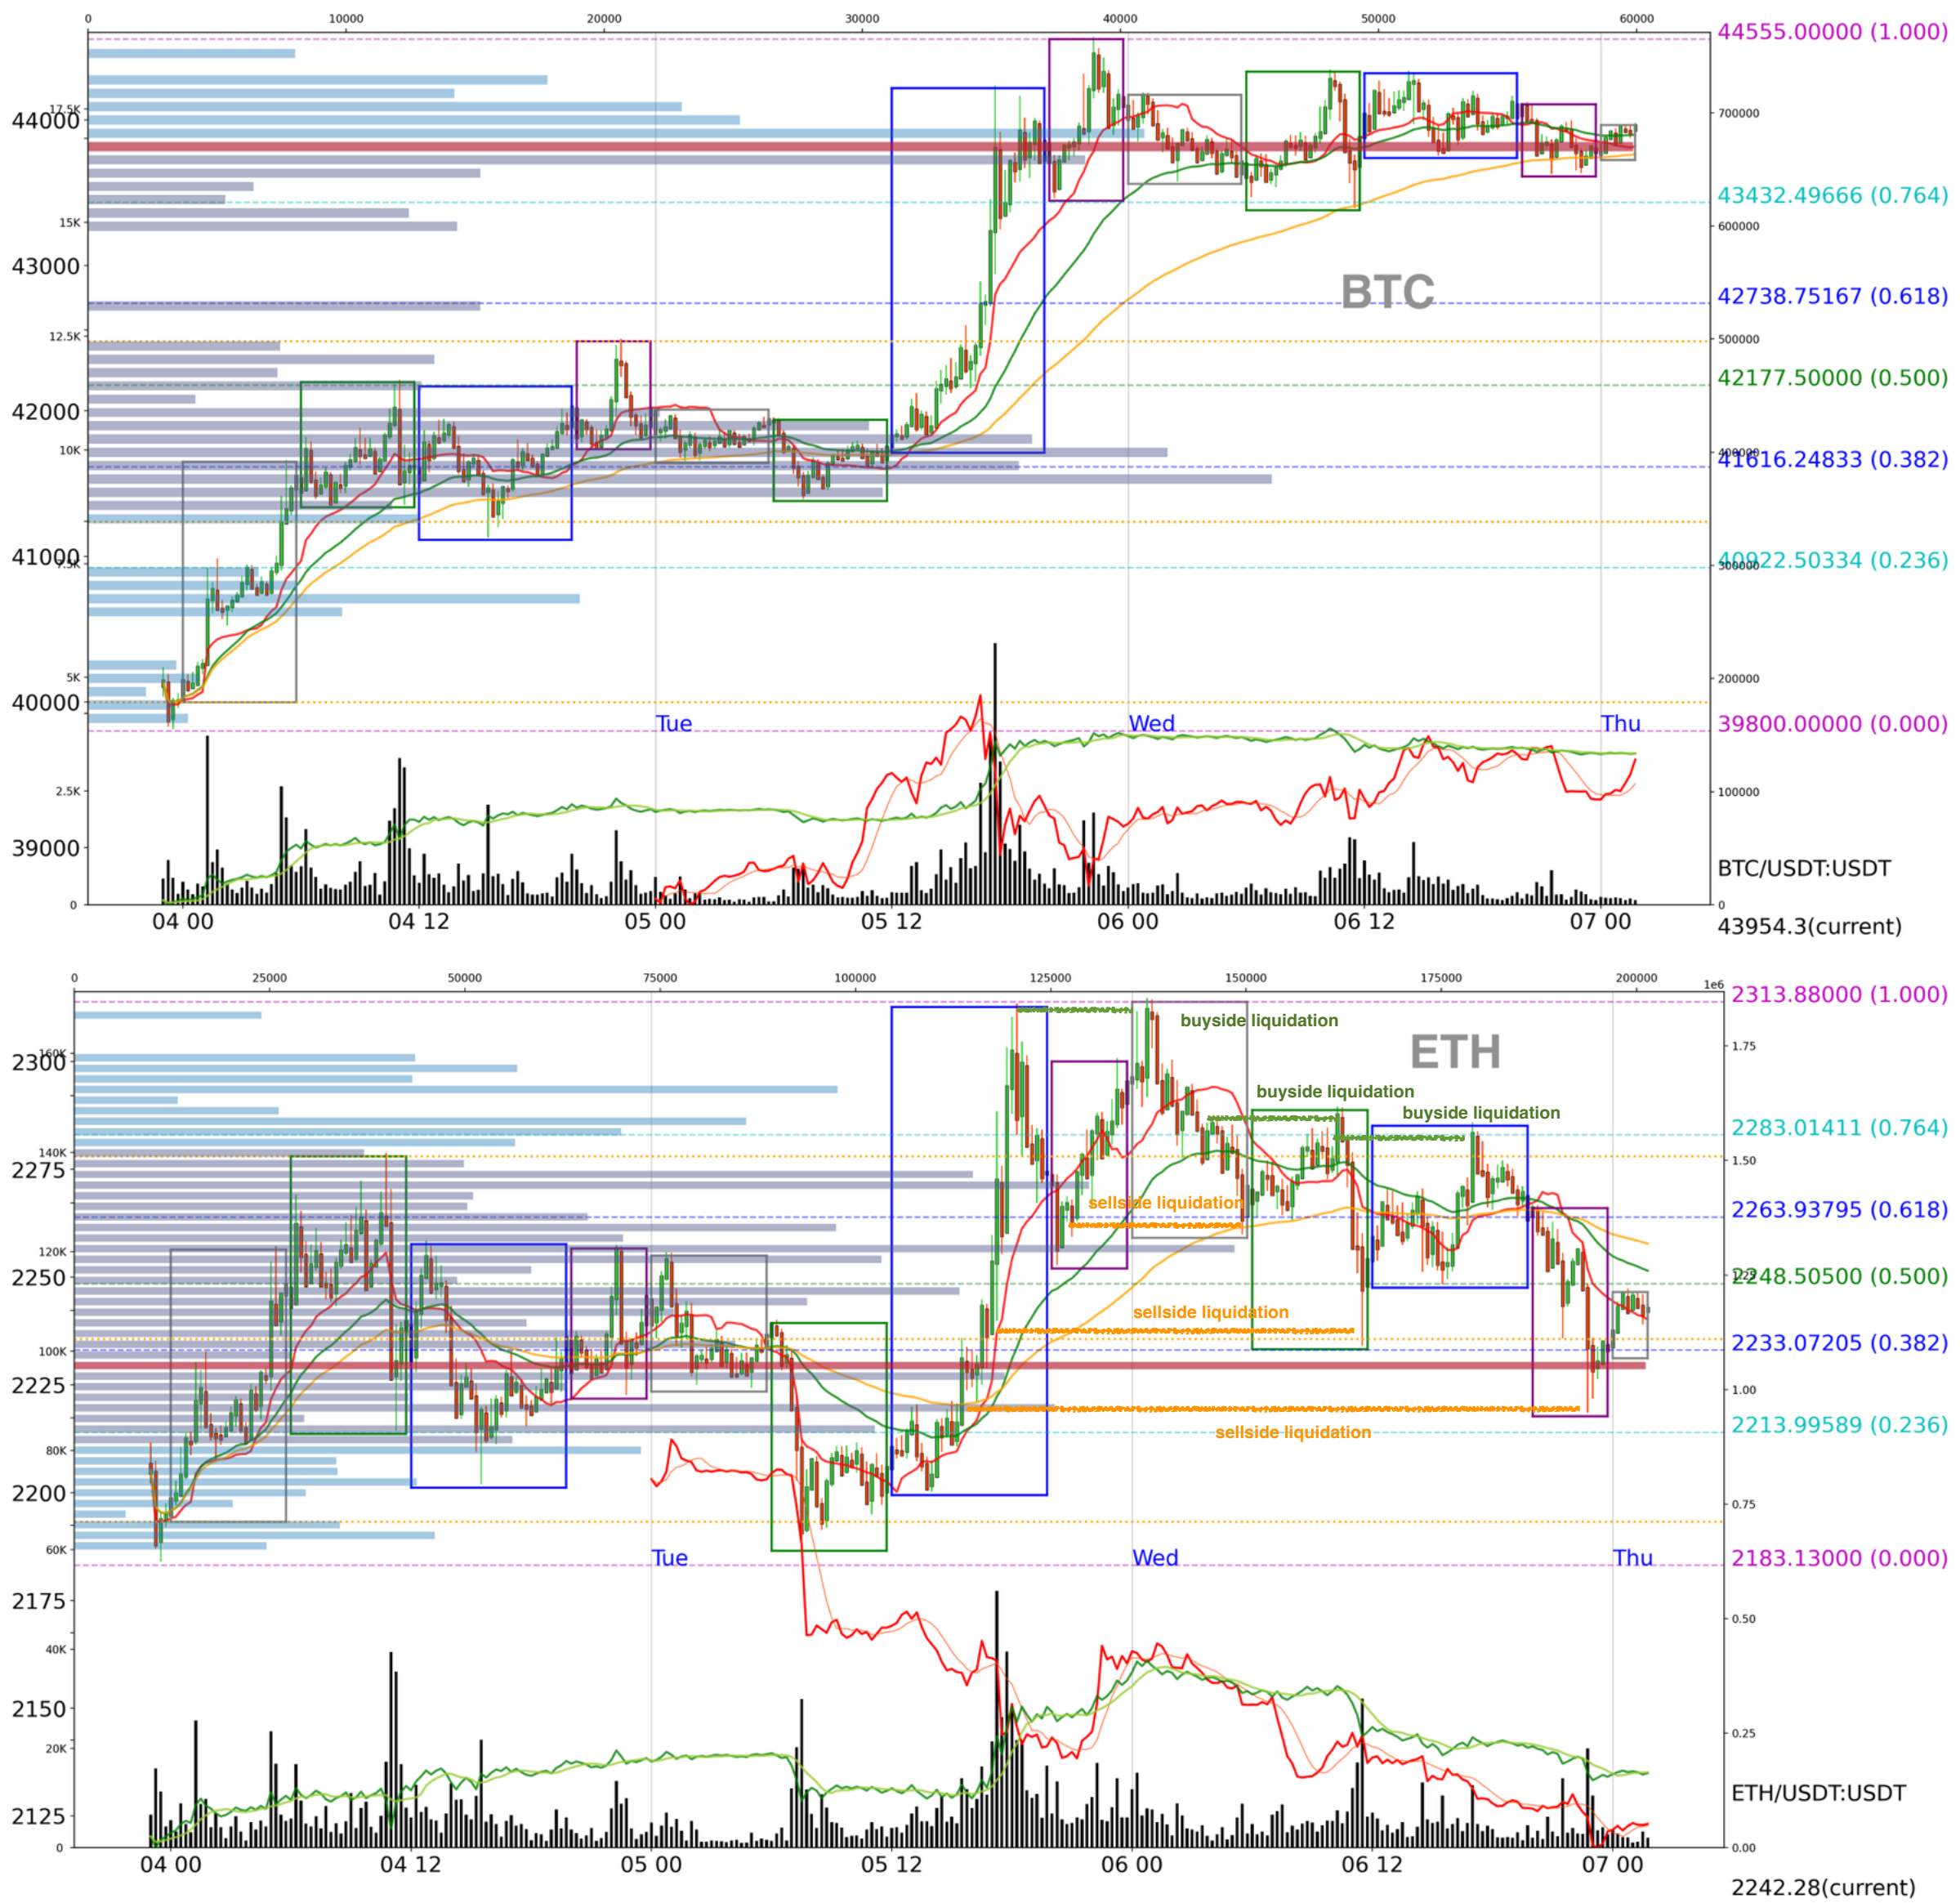 0 10000 20000 30000 40000 50000 60000
44555.00000 (1.000)
17.5K
44000
700000
43432.49666 (0.764)
15K
600000
43000
BTC
42738.75167 (0.618)
12.5K
500000
42177.50000 (0.500)
42000
10K
400000
41616.24833 (0.382)
41000
7.5K
300000
40922.50334 (0.236)
5K
200000
40000
Tue Wed Thu
39800.00000 (0.000)
2.5K
100000
39000
BTC/USDT:USDT
0
0
04 00 04 12 05 00 05 12 06 00 06 12 07 00
43954.3(current)
0 25000 50000 75000 100000 125000 150000 175000 200000
1e6
2313.88000 (1.000)
buyside liquidation
ETH
160K
2300
1.75
buyside liquidation
buyside liquidation
2283.01411 (0.764)
140K
2275
1.50
sellside liquidation
2263.93795 (0.618)
120K
2250
1.25
2248.50500 (0.500)
sellside liquidation
100K
2233.07205 (0.382)
2225
1.00
sellside liquidation
2213.99589 (0.236)
80K
2200
0.75
60K
Tue Wed Thu
2183.13000 (0.000)
2175
0.50
40K
2150
0.25
20K
ETH/USDT:USDT
2125
0
0.00
04 00 04 12 05 00 05 12 06 00 06 12 07 00
2242.28(current)